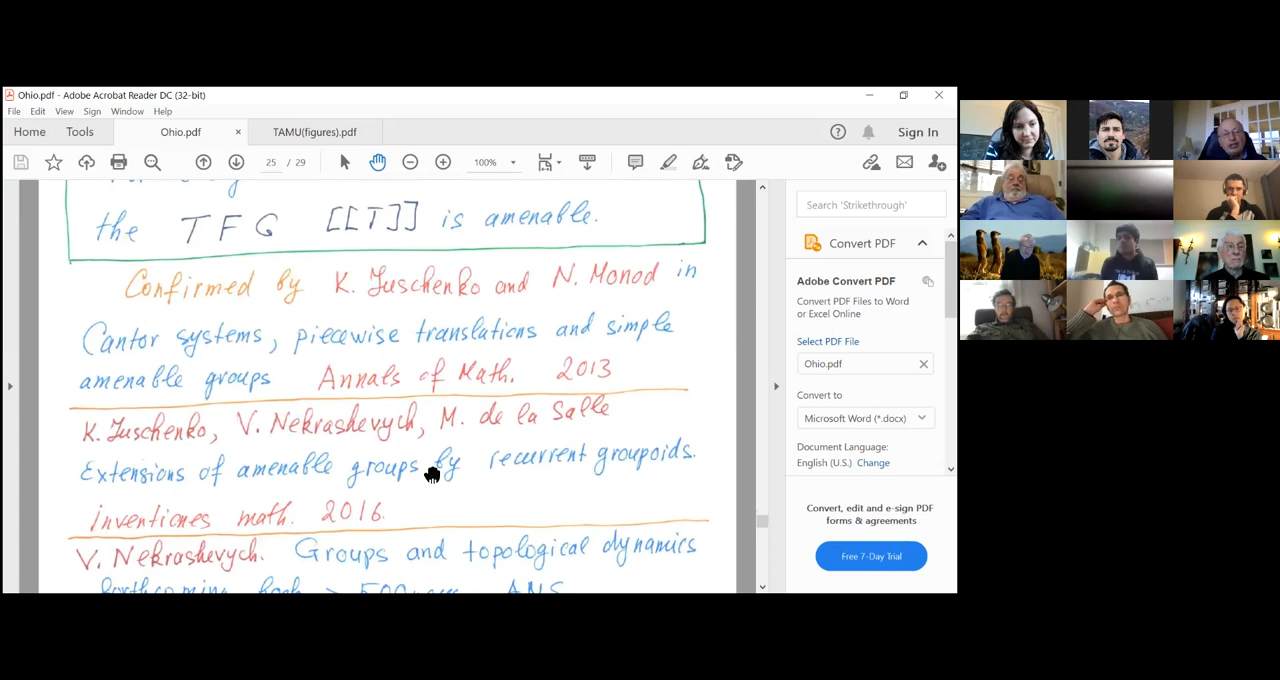 Ohio.pdf - Adobe Acrobat Reader DC (32-bit)
File Edit View Sign Window Help
Home Tools Ohio.pdf × TAMU(figures).pdf Sign In
25 / 29 100%
the TFG [[T]] is amenable.
Confirmed by K. Juschenko and N. Monod in
Cantor systems, piecewise translations and simple
amenable groups Annals of Math. 2013
K. Juschenko, V. Nekrashevych, M. de la Salle
Extensions of amenable groups by recurrent groupoids.
Inventiones math. 2016.
V. Nekrashevych. Groups and topological dynamics
forthcoming book > 500 AMS
Search 'Strikethrough'
Convert PDF
Adobe Convert PDF
Convert PDF Files to Word
or Excel Online
Select PDF File
Ohio.pdf
Convert to
Microsoft Word (*.docx)
Document Language:
English (U.S.) Change
Convert, edit and e-sign PDF
forms & agreements
Free 7-Day Trial